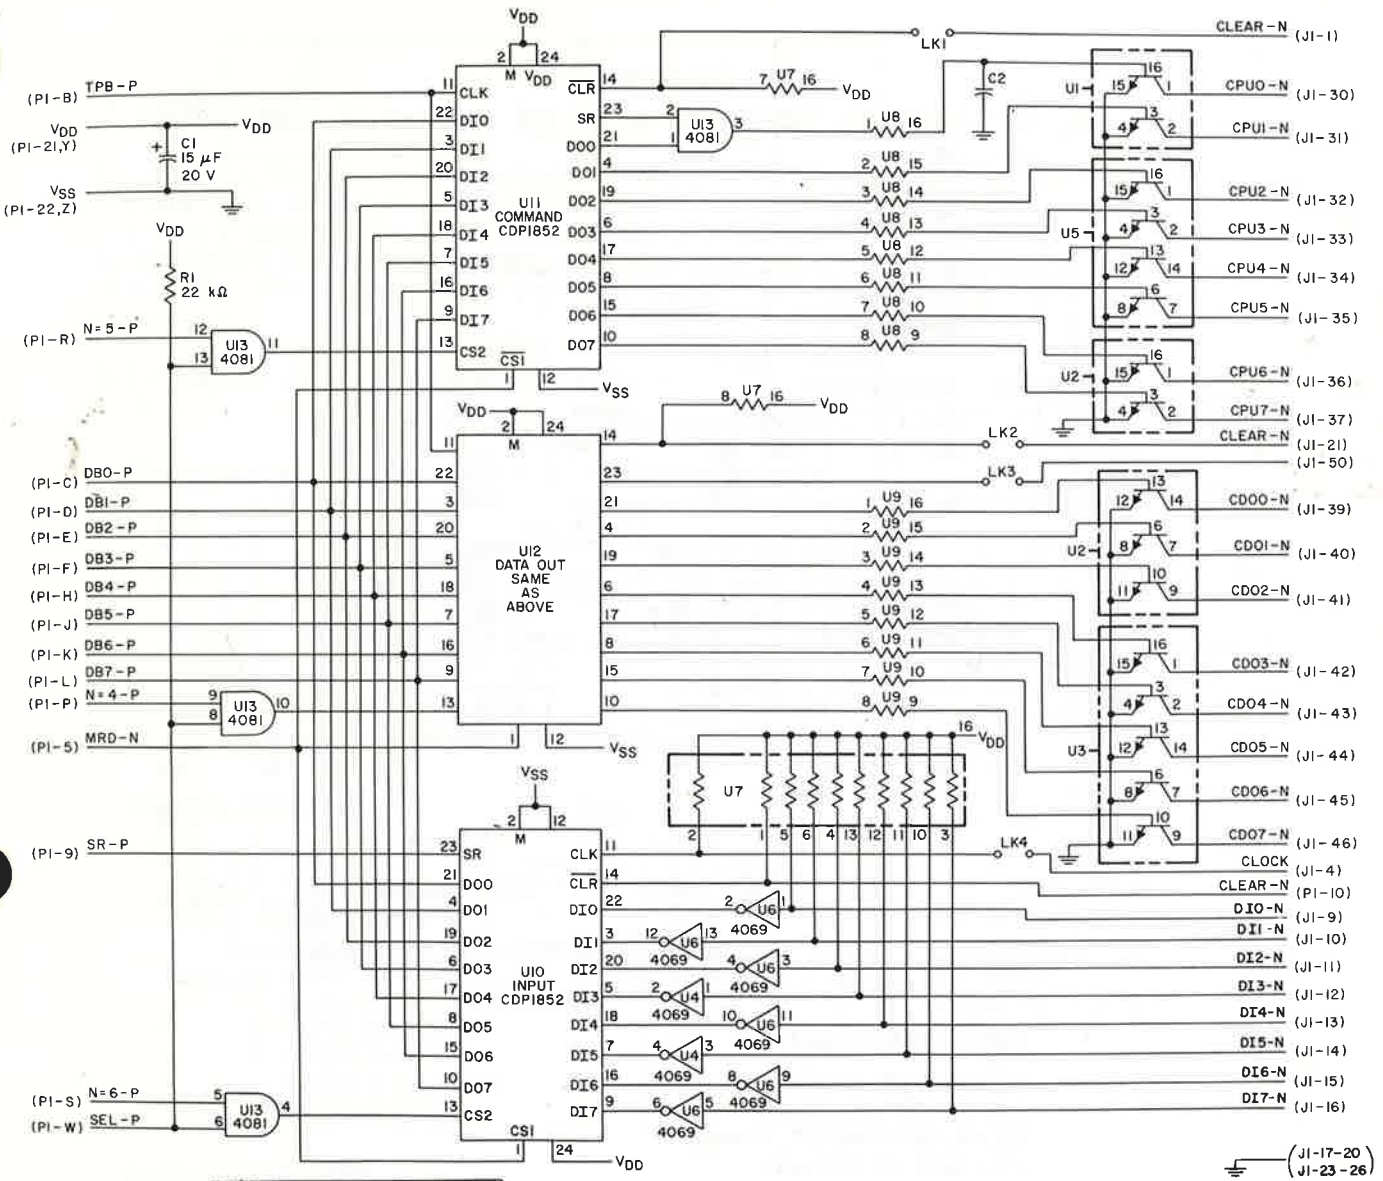 VDD
CLEAR-N (J1-1)
LK1
2 24
M VDD
(P1-B) TPB-P
11 CLK
CLR 14
7 U7 16 VDD
C2
U1
16 15 1 CPU0-N (J1-30)
22 DI0
SR 23
2 U13 4081 3
1 U8 16
VDD (P1-21,Y) VDD
3 4 2 CPU1-N (J1-31)
+ C1 15 µF 20 V
3 DI1
DO0 21 1
DO1 4 2 U8 15
VSS (P1-22,Z)
20 DI2
DO2 19 3 U8 14
U5
16 15 1 CPU2-N (J1-32)
5 DI3
U11 COMMAND CDP1852
DO3 6 4 U8 13
3 4 2 CPU3-N (J1-33)
VDD
18 DI4
DO4 17 5 U8 12
13 12 14 CPU4-N (J1-34)
R1 22 kΩ
7 DI5
DO5 8 6 U8 11
6 8 7 CPU5-N (J1-35)
16 DI6
DO6 15 7 U8 10
9 DI7
DO7 10 8 U8 9
(P1-R) N=5-P 12 13 U13 4081 11
13 CS2
CS1
1 12 VSS
U2
16 15 1 CPU6-N (J1-36)
3 4 2 CPU7-N (J1-37)
8 U7 16 VDD
VDD 2 24
M
11 14
LK2 CLEAR-N (J1-21)
LK3 (J1-50)
(P1-C) DB0-P 22 23
(P1-D) DB1-P 3 21 1 U9 16
13 12 14 CDO0-N (J1-39)
(P1-E) DB2-P 20 4 2 U9 15
U2
6 8 7 CDO1-N (J1-40)
(P1-F) DB3-P 5 19 3 U9 14
U12
DATA OUT
SAME
AS
ABOVE
(P1-H) DB4-P 18 6 4 U9 13
10 11 9 CDO2-N (J1-41)
(P1-J) DB5-P 7 17 5 U9 12
(P1-K) DB6-P 16 8 6 U9 11
16 15 1 CDO3-N (J1-42)
(P1-L) DB7-P 9 15 7 U9 10
(P1-P) N=4-P 9 8 U13 4081 10 13
10 8 U9 9
3 4 2 CDO4-N (J1-43)
(P1-5) MRD-N
1 12 VSS
16 VDD
U3
13 12 14 CDO5-N (J1-44)
VSS
U7
6 8 7 CDO6-N (J1-45)
2 12
M
2 1 5 6 4 13 12 11 10 3
10 11 9 CDO7-N (J1-46)
(P1-9) SR-P 23 SR
CLK 11
LK4 CLOCK (J1-4)
21 DO0
CLR 14 CLEAR-N (P1-10)
4 DO1
DI0 22 2 U6 1 4069 DI0-N (J1-9)
19 DO2
DI1 3 12 U6 13 4069 DI1-N (J1-10)
6 DO3
U10 INPUT CDP1852
DI2 20 4 U6 3 4069 DI2-N (J1-11)
17 DO4
DI3 5 2 U4 1 4069 DI3-N (J1-12)
8 DO5
DI4 18 10 U6 11 4069 DI4-N (J1-13)
15 DO6
DI5 7 4 U4 3 4069 DI5-N (J1-14)
10 DO7
DI6 16 8 U6 9 4069 DI6-N (J1-15)
(P1-S) N=6-P 5
(P1-W) SEL-P 6
U13 4081 4
13 CS2
DI7 9 6 U6 5 4069 DI7-N (J1-16)
CS1
1 24 VDD
(J1-17-20
J1-23-26)